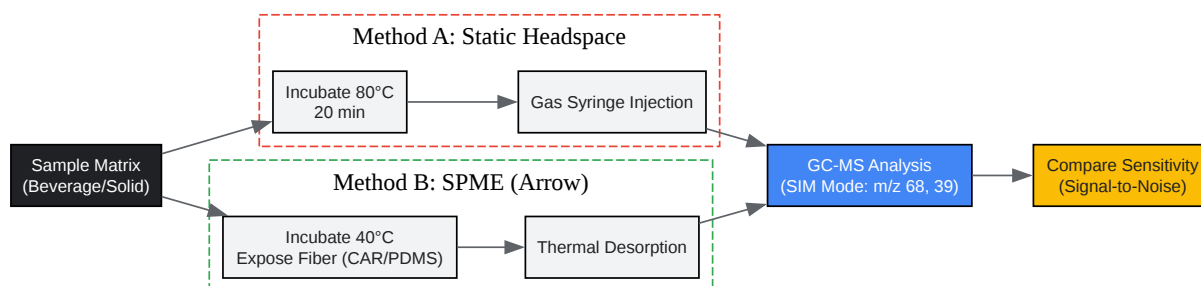 Method A: Static Headspace
Incubate 80°C
20 min
Gas Syringe Injection
Sample Matrix
(Beverage/Solid)
Method B: SPME (Arrow)
Incubate 40°C
Expose Fiber (CAR/PDMS)
Thermal Desorption
GC-MS Analysis
(SIM Mode: m/z 68, 39)
Compare Sensitivity
(Signal-to-Noise)